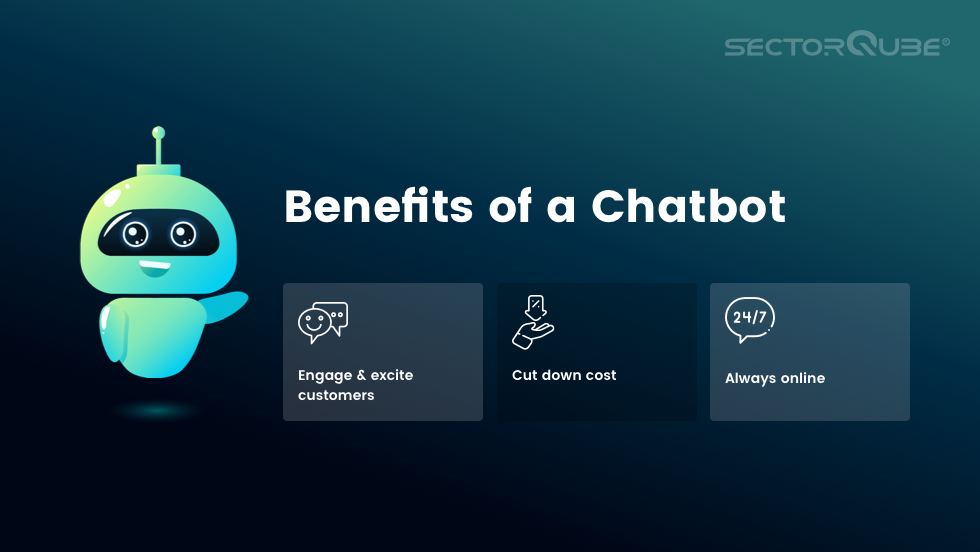 SECTORQUBE®
Benefits of a Chatbot
24/7
Engage & excite
customers
Cut down cost
Always online